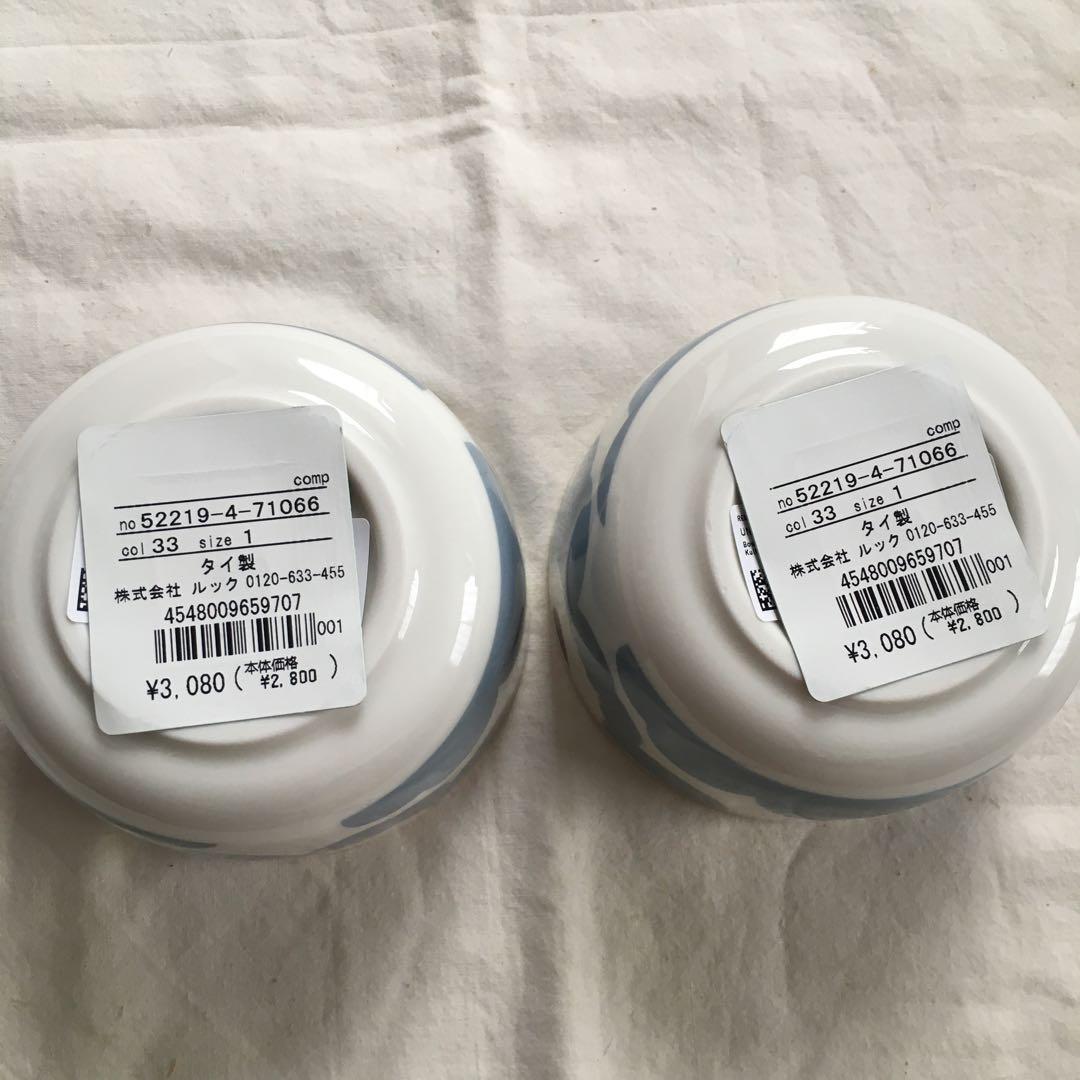 comp
no 52219-4-71066
col 33 size 1
タイ製
株式会社 ルック 0120-633-455
4548009659707
001
¥3,080 (本体価格 ¥2,800)
comp
no 52219-4-71066
col 33 size 1
タイ製
株式会社 ルック 0120-633-455
4548009659707
001
¥3,080 (本体価格 ¥2,800)